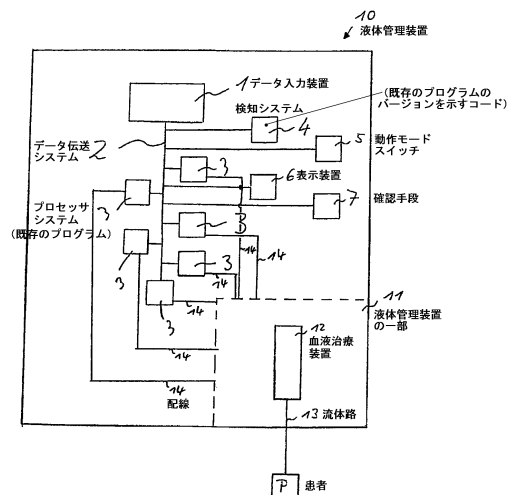 10
液体管理装置
1 データ入力装置
検知システム
4
(既存のプログラムの
バージョンを示すコード)
データ伝送
システム 2
5 動作モード
スイッチ
3
6 表示装置
プロセッサ
システム
(既存のプログラム)
3
7 確認手段
3
3
3
14
14
14
3
14
11
液体管理装置
の一部
12
血液治療
装置
14
14
配線
13 流体路
P 患者